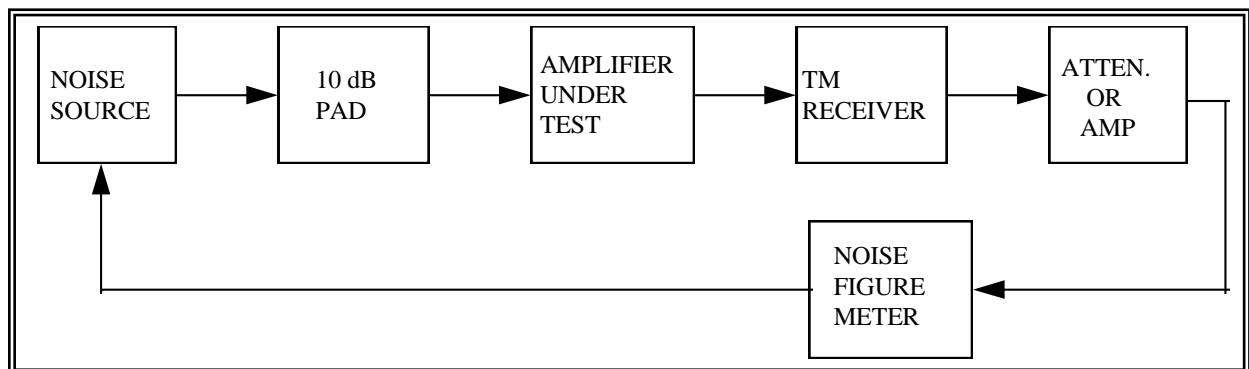 NOISE
SOURCE
10 dB
PAD
AMPLIFIER
UNDER
TEST
TM
RECEIVER
ATTEN.
OR
AMP
NOISE
FIGURE
METER